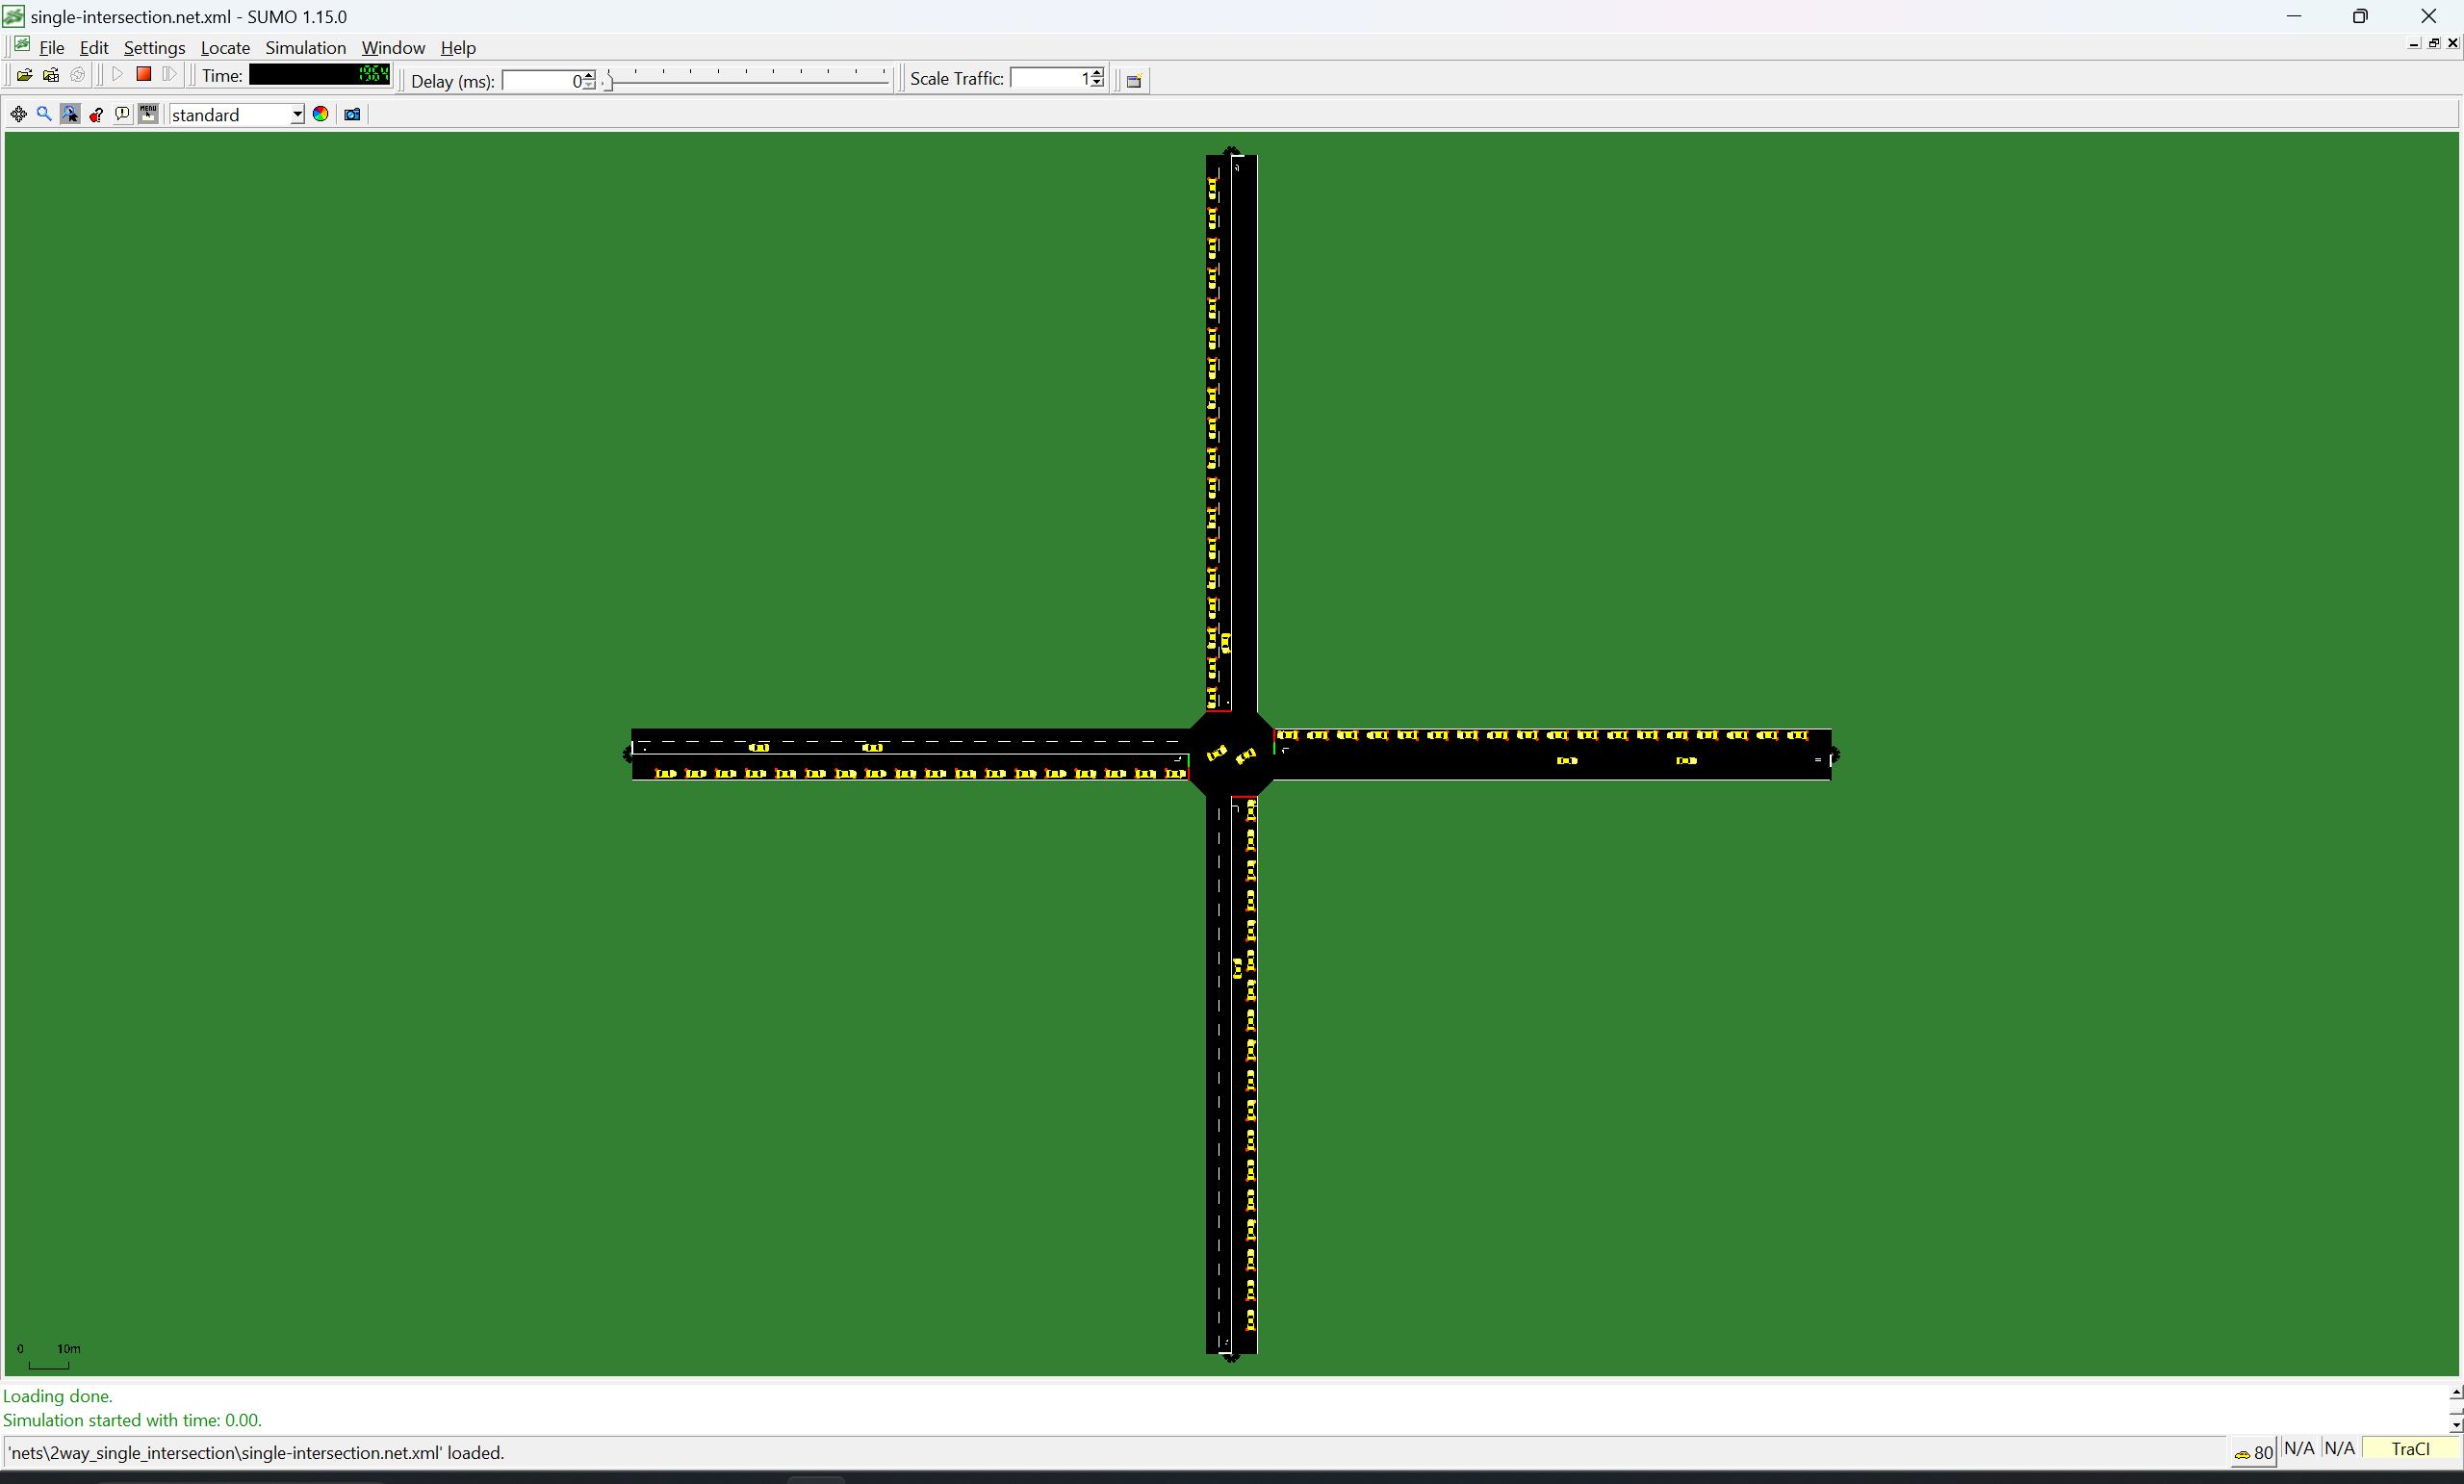 single-intersection.net.xml - SUMO 1.15.0
File Edit Settings Locate Simulation Window Help
Time: 1964 Delay (ms): 0 Scale Traffic: 1
MENU standard
0 10m
Loading done.
Simulation started with time: 0.00.
'nets\2way_single_intersection\single-intersection.net.xml' loaded. 80 N/A N/A TraCI